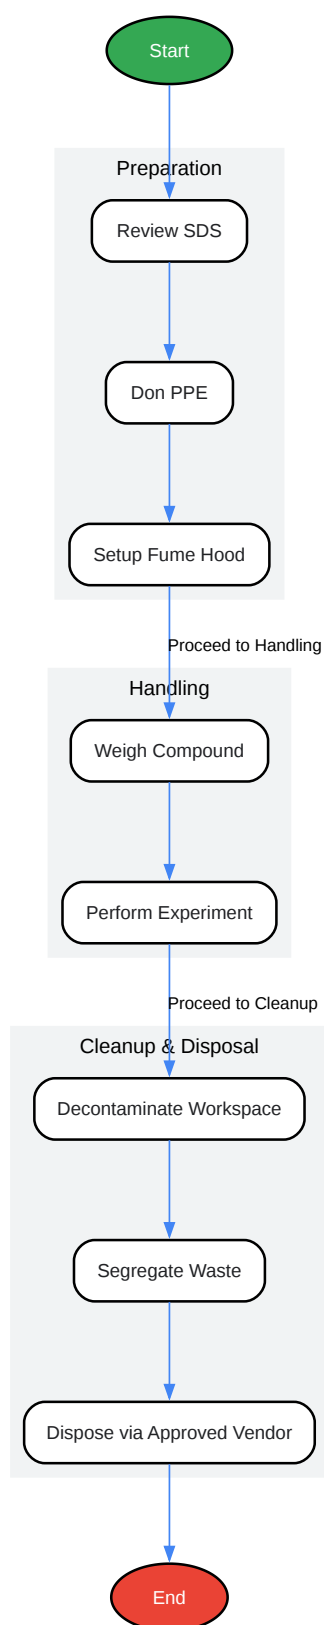 Start
Preparation
Review SDS
Don PPE
Setup Fume Hood
Proceed to Handling
Handling
Weigh Compound
Perform Experiment
Proceed to Cleanup
Cleanup & Disposal
Decontaminate Workspace
Segregate Waste
Dispose via Approved Vendor
End